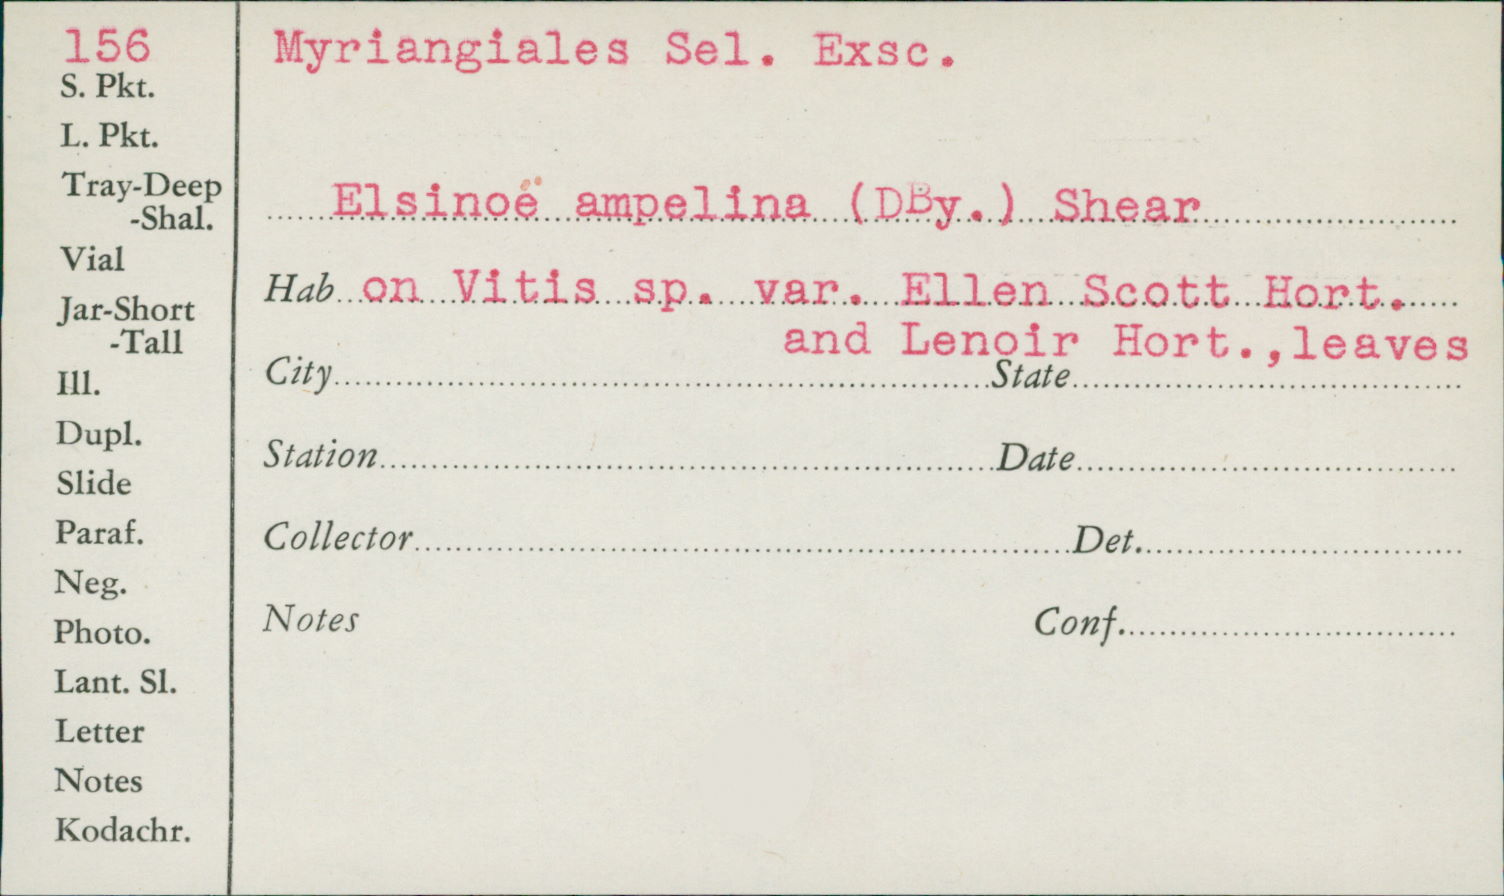 156
S. Pkt.
L. Pkt.
Tray-Deep
-Shal.
Vial
Jar-Short
-Tall
Ill.
Dupl.
Slide
Paraf.
Neg.
Photo.
Lant. Sl.
Letter
Notes
Kodachr.
Myriangiales Sel. Exsc.
Elsinoë ampelina (DBy.) Shear
Hab on Vitis sp. var. Ellen Scott Hort.
and Lenoir Hort.,leaves
City State
Station Date
Collector Det.
Notes Conf.